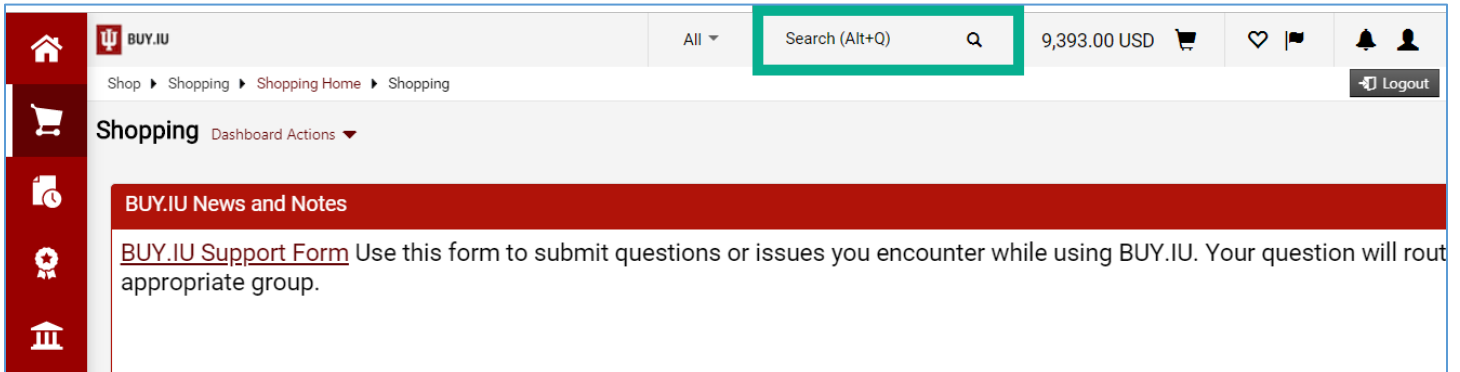 BUY.IU All Search (Alt+Q) 9,393.00 USD
Shop Shopping Shopping Home Shopping Logout
Shopping Dashboard Actions
BUY.IU News and Notes
BUY.IU Support Form Use this form to submit questions or issues you encounter while using BUY.IU. Your question will rout
appropriate group.